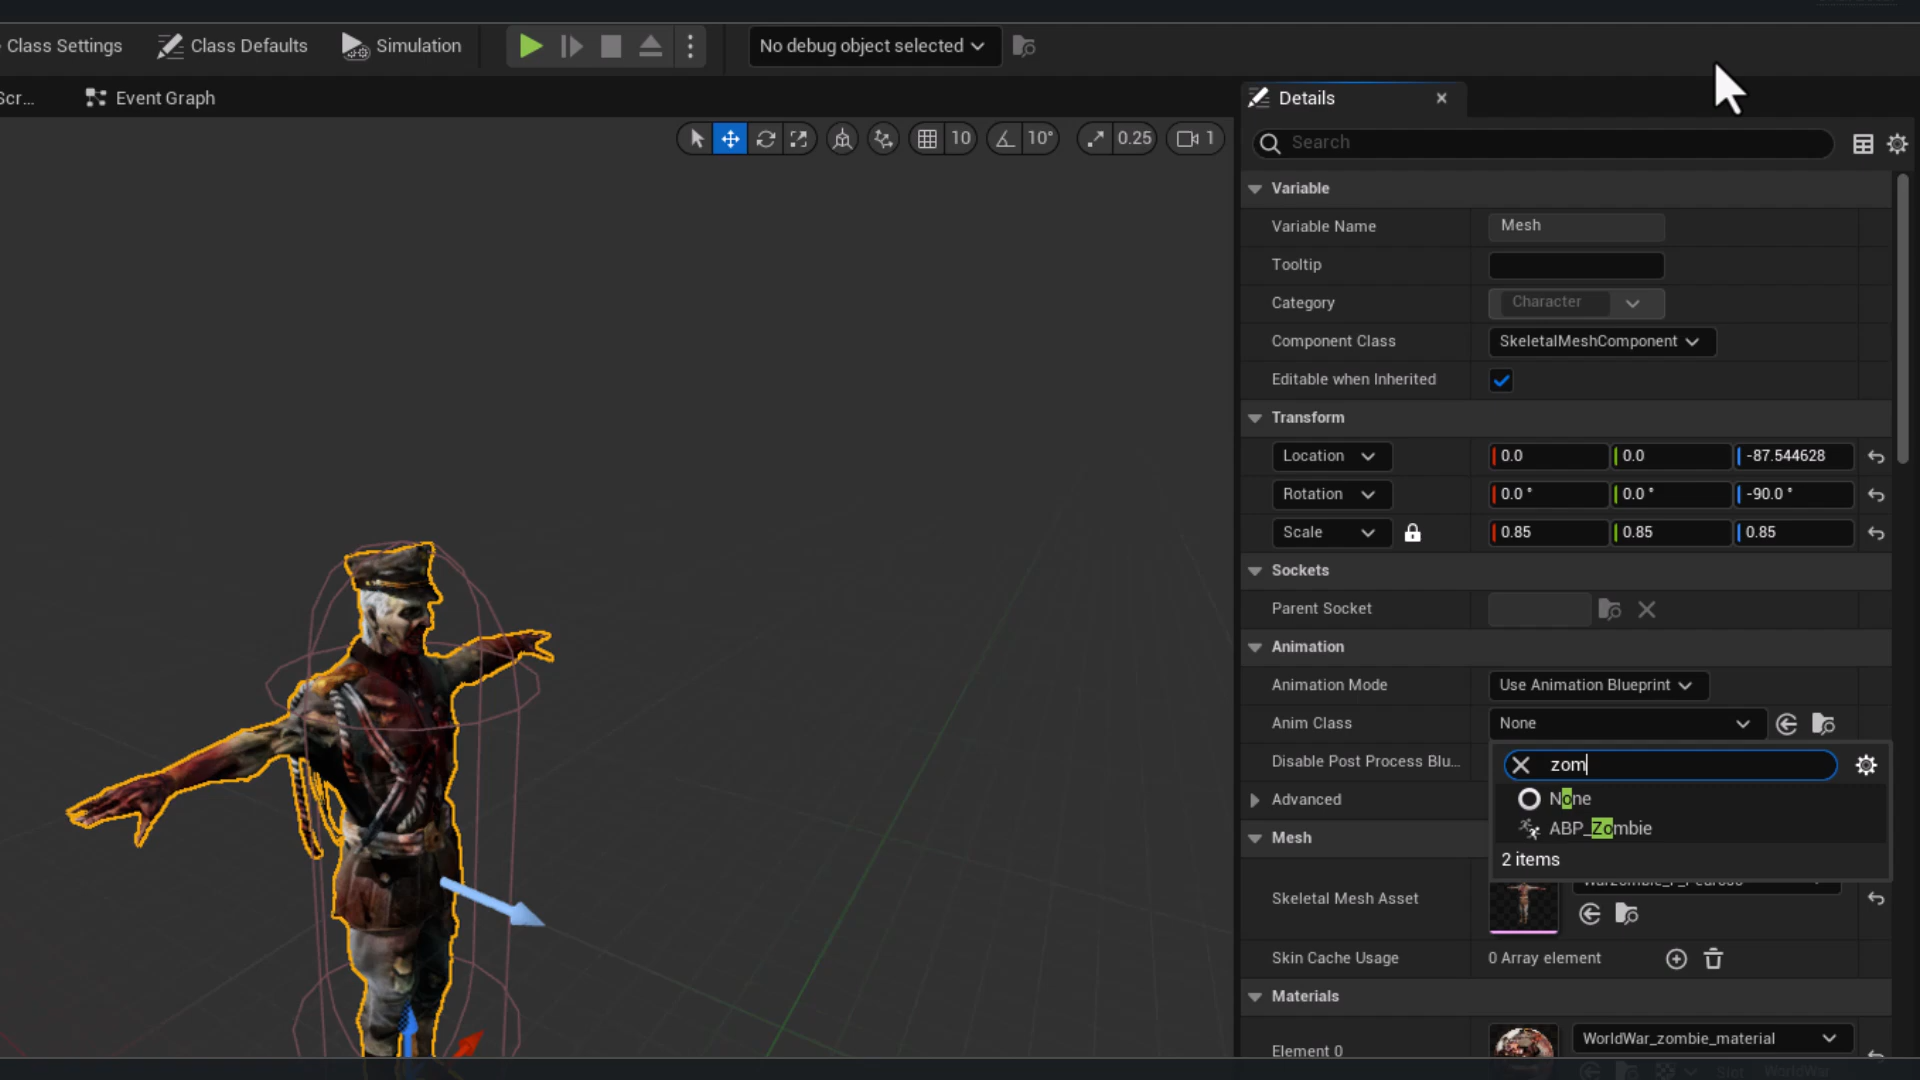 Class Settings
Class Defaults
Simulation
No debug object selected
Scr...
Event Graph
Details
10
10°
0.25
1
Search
Variable
Variable Name
Mesh
Tooltip
Category
Character
Component Class
SkeletalMeshComponent
Editable when Inherited
Transform
Location
0.0
0.0
-87.544628
Rotation
0.0 °
0.0 °
-90.0 °
Scale
0.85
0.85
0.85
Sockets
Parent Socket
Animation
Animation Mode
Use Animation Blueprint
Anim Class
None
Disable Post Process Blu...
zom
None
Advanced
ABP_Zombie
Mesh
2 items
Skeletal Mesh Asset
Skin Cache Usage
0 Array element
Materials
Element 0
WorldWar_zombie_material